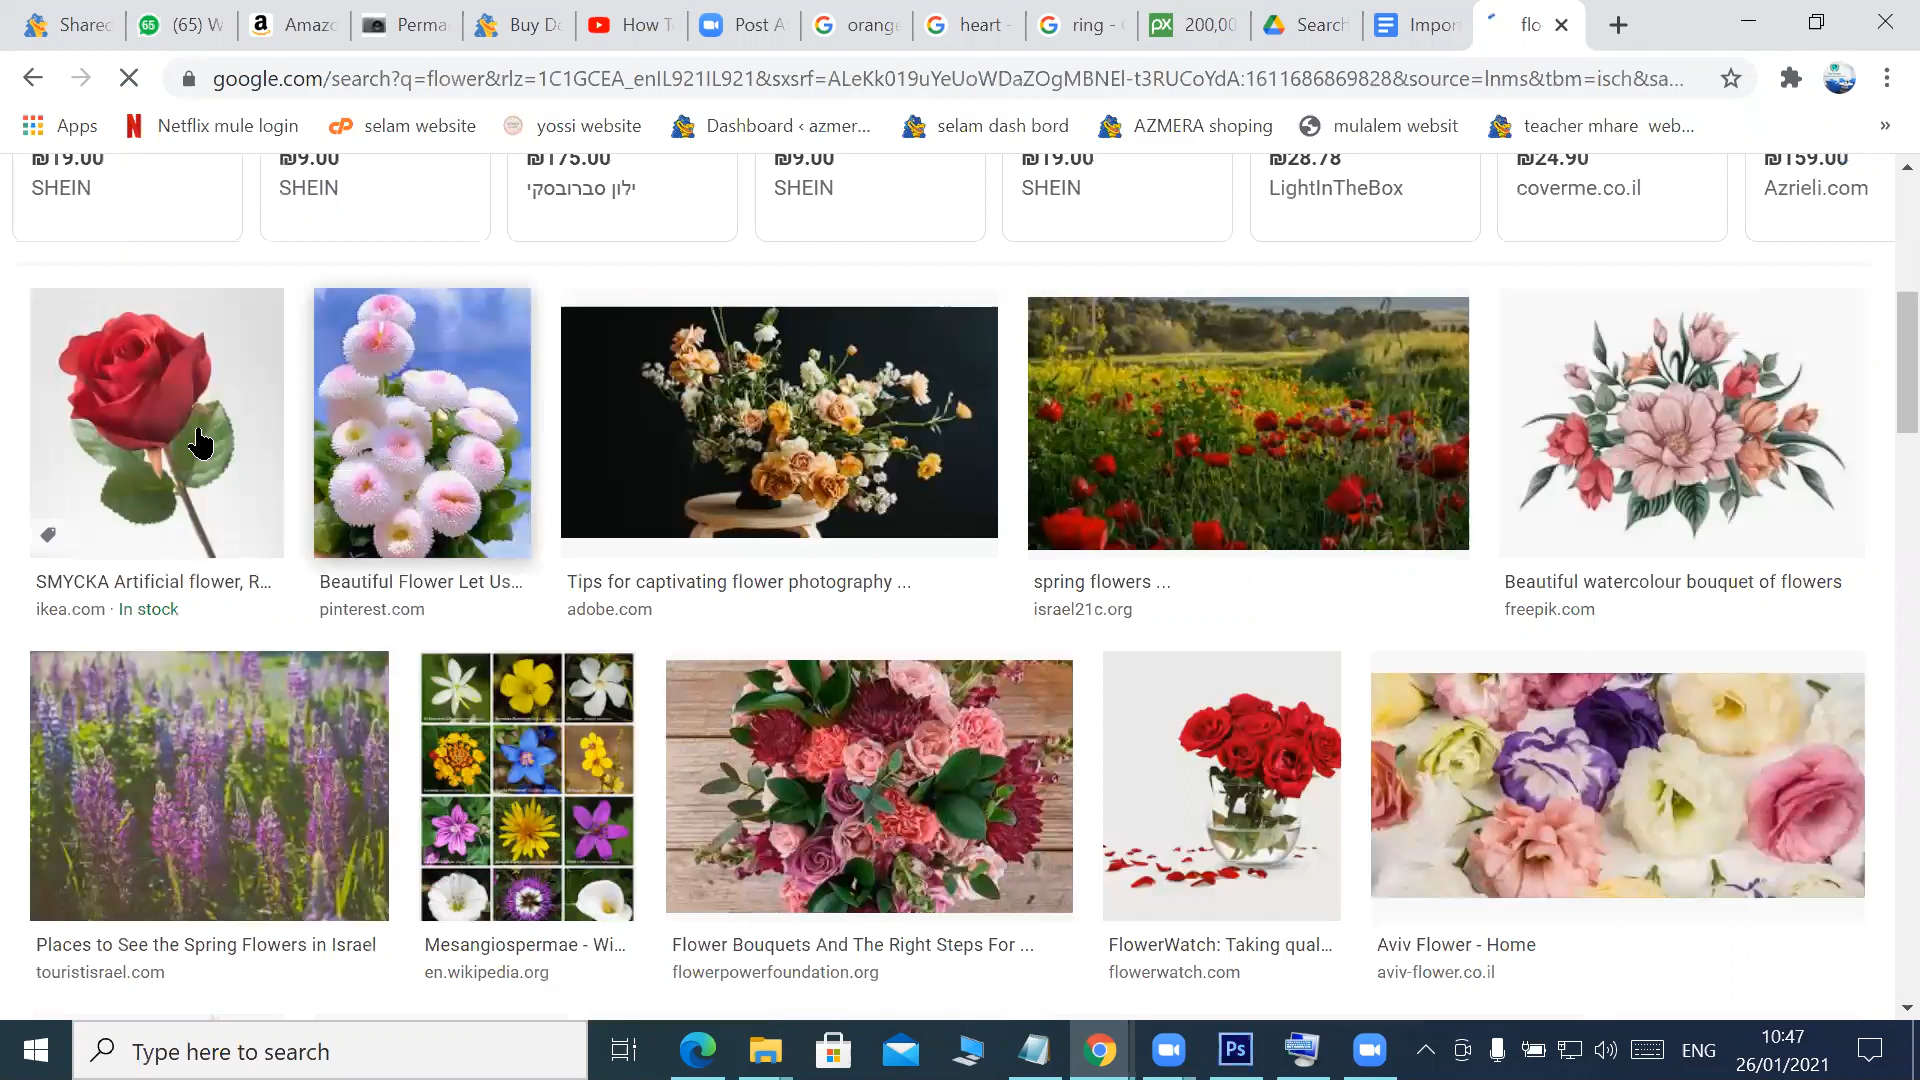 Shared
(65) W
Amazo
Perma
Buy Do
How T
Post A
orange
heart -
ring - G
200,00
Search
Import
flo
google.com/search?q=flower&rlz=1C1GCEA_enIL921IL921&sxsrf=ALeKk019uYeUoWDaZOgMBNEl-t3RUCoYdA:1611686869828&source=lnms&tbm=isch&sa...
Apps
Netflix mule login
selam website
yossi website
Dashboard ‹ azmer...
selam dash bord
AZMERA shoping
mulalem websit
teacher mhare web...
»
₪19.00
₪9.00
₪175.00
₪9.00
₪19.00
₪28.78
₪24.90
₪159.00
SHEIN
SHEIN
ילון סברובסקי
SHEIN
SHEIN
LightInTheBox
coverme.co.il
Azrieli.com
SMYCKA Artificial flower, R...
ikea.com · In stock
Beautiful Flower Let Us...
pinterest.com
Tips for captivating flower photography ...
adobe.com
spring flowers ...
israel21c.org
Beautiful watercolour bouquet of flowers
freepik.com
Places to See the Spring Flowers in Israel
touristisrael.com
Mesangiospermae - Wi...
en.wikipedia.org
Flower Bouquets And The Right Steps For ...
flowerpowerfoundation.org
FlowerWatch: Taking qual...
flowerwatch.com
Aviv Flower - Home
aviv-flower.co.il
Type here to search
Ps
ENG
10:47
26/01/2021